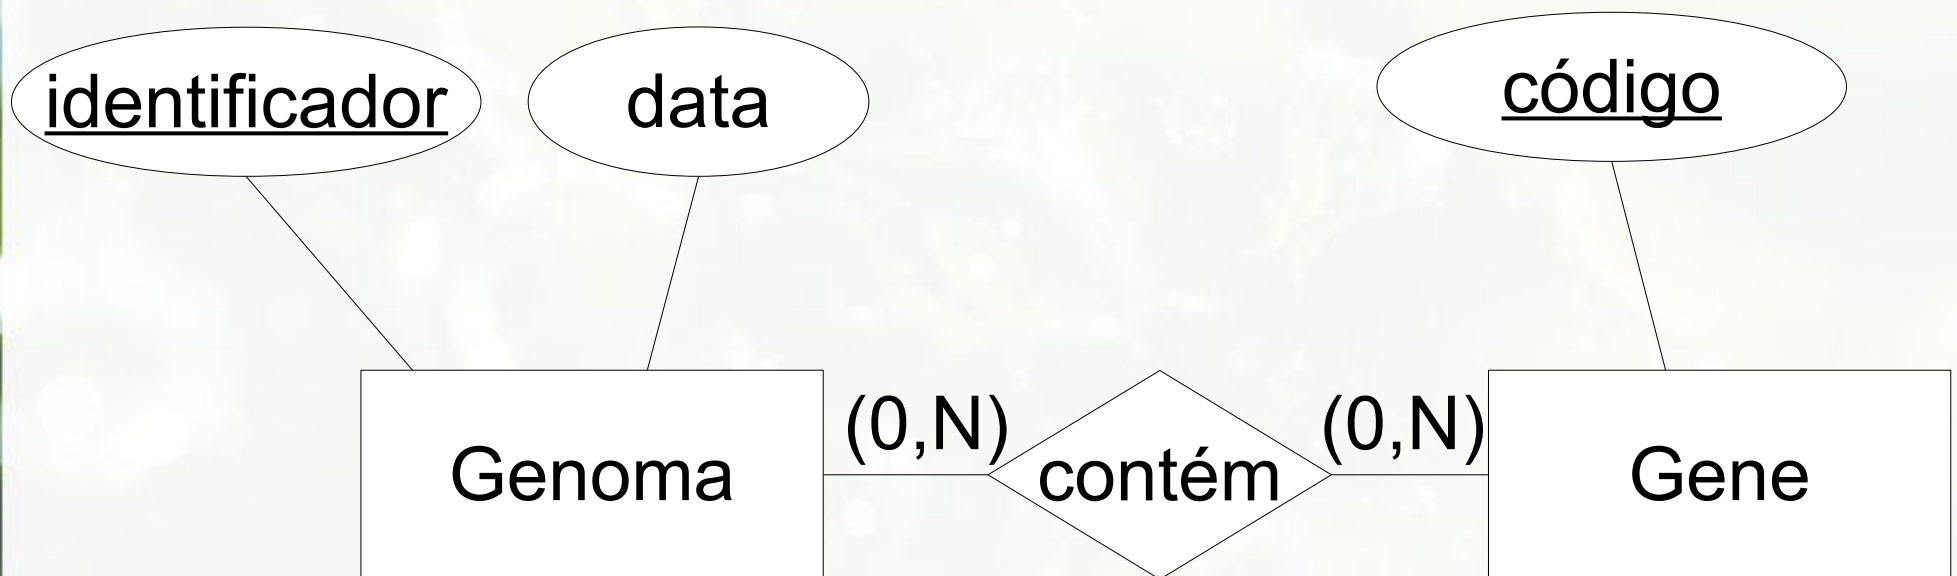 identificador
data
código
(0,N)
(0,N)
Genoma
contém
Gene